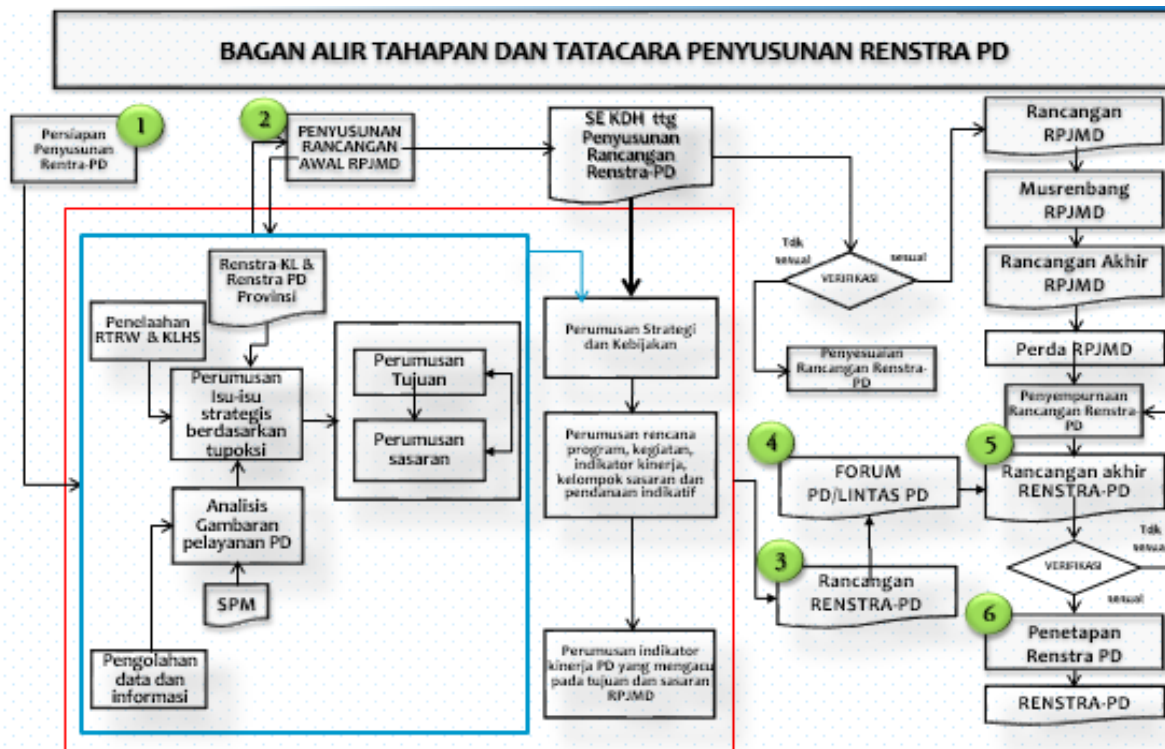 BAGAN ALIR TAHAPAN DAN TATACARA PENYUSUNAN RENSTRA PD
1
Persiapan
Penyusunan
Rentra-PD
2
PENYUSUNAN
RANCANGAN
AWAL RPJMD
SE KDH ttg
Penyusunan
Rancangan
Renstra-PD
Rancangan
RPJMD
Musrenbang
RPJMD
Rancangan Akhir
RPJMD
Perda RPJMD
Penyempurnaan
Rancangan Renstra-
PD
Tdk
sesuai
sesuai
VERIFIKASI
Penyesuaian
Rancangan Renstra-
PD
Renstra-KL &
Renstra PD
Provinsi
Penelaahan
RTRW & KLHS
Perumusan
Isu-isu
strategis
berdasarkan
tupoksi
Perumusan
Tujuan
Perumusan
sasaran
Analisis
Gambaran
pelayanan PD
SPM
Pengolahan
data dan
informasi
Perumusan Strategi
dan Kebijakan
Perumusan rencana
program, kegiatan,
indikator kinerja,
kelompok sasaran dan
pendanaan indikatif
Perumusan indikator
kinerja PD yang mengacu
pada tujuan dan sasaran
RPJMD
3
Rancangan
RENSTRA-PD
4
FORUM
PD/LINTAS PD
5
Rancangan akhir
RENSTRA-PD
Tdk
sesuai
VERIFIKASI
sesuai
6
Penetapan
Renstra PD
RENSTRA-PD